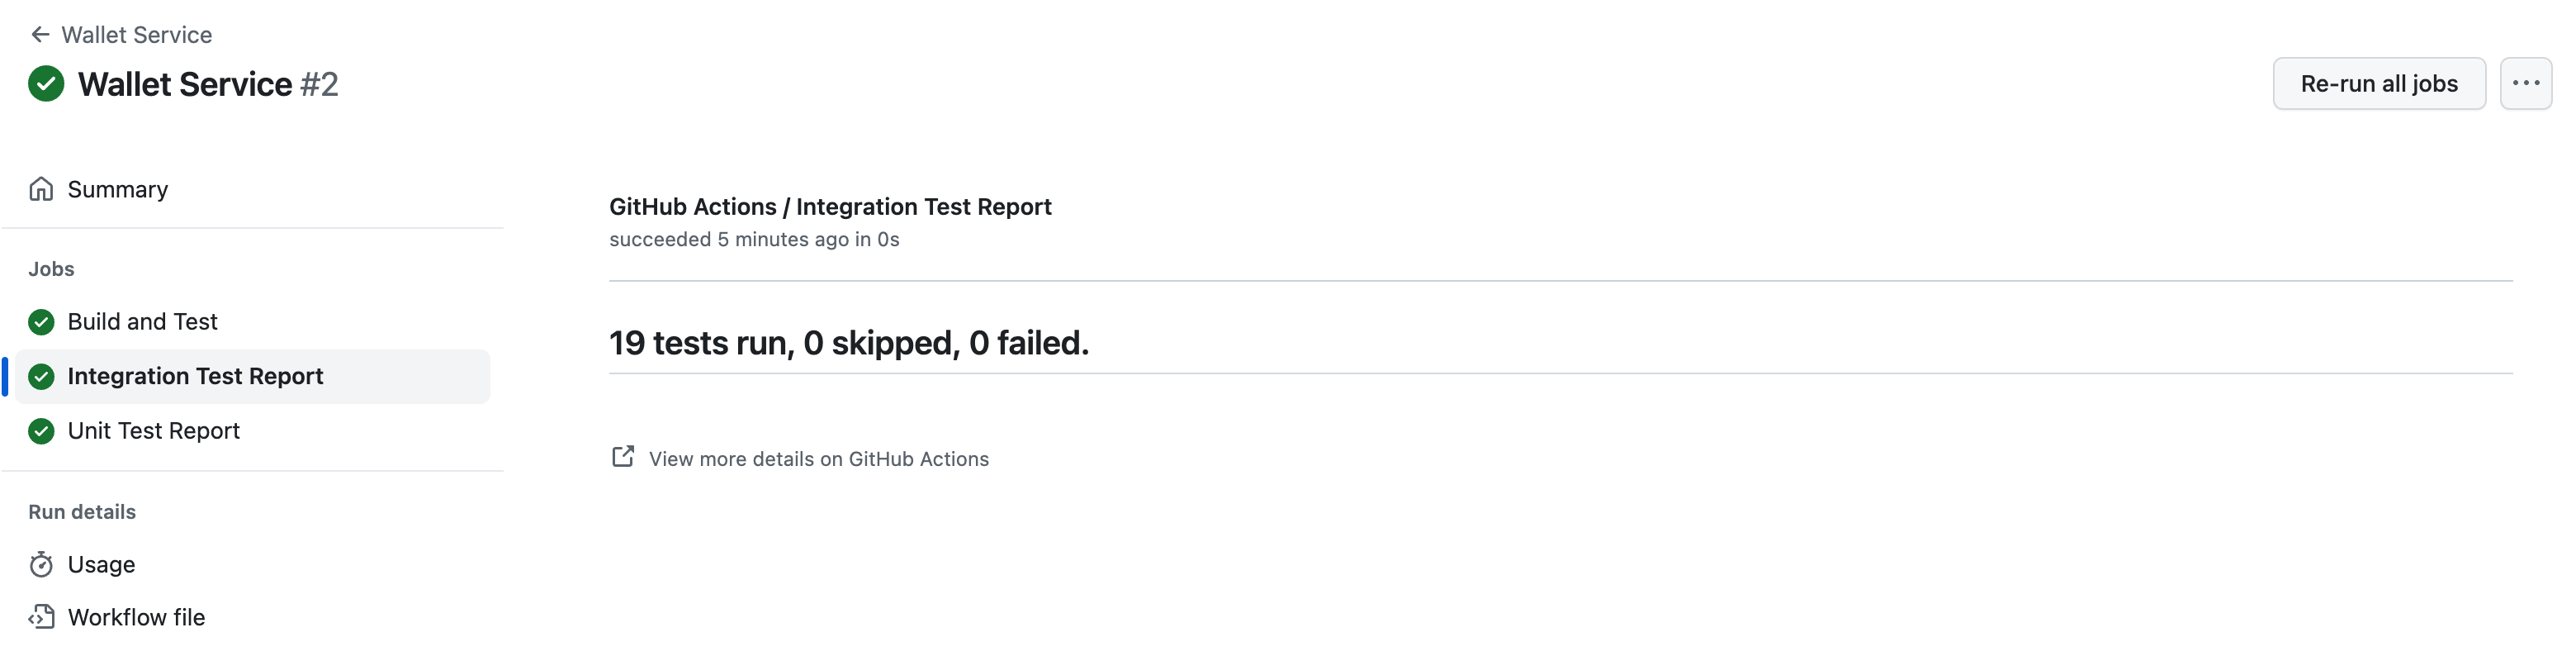 Wallet Service
Wallet Service #2
Re-run all jobs
Summary
Jobs
Build and Test
Integration Test Report
Unit Test Report
Run details
Usage
Workflow file
GitHub Actions / Integration Test Report
succeeded 5 minutes ago in 0s
19 tests run, 0 skipped, 0 failed.
View more details on GitHub Actions